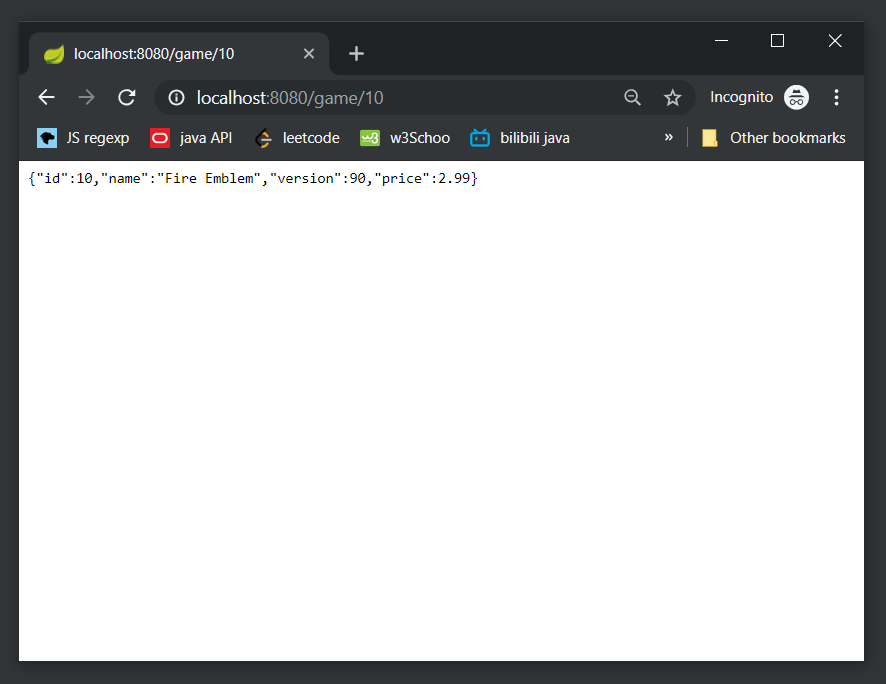 localhost:8080/game/10
localhost:8080/game/10
Incognito
JS regexp java API leetcode w3 w3Schoo bilibili java » Other bookmarks
{"id":10,"name":"Fire Emblem","version":90,"price":2.99}